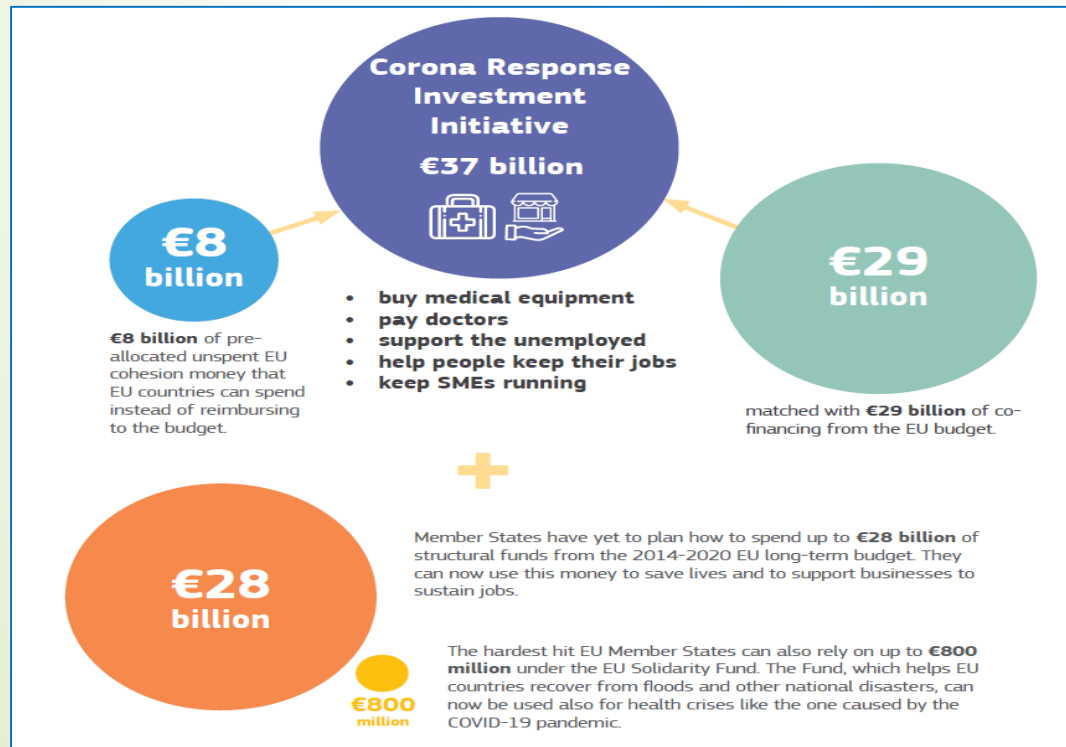 Corona Response
Investment
Initiative
€37 billion
€8
billion
€29
billion
€8 billion of pre-
allocated unspent EU
cohesion money that
EU countries can spend
instead of reimbursing
to the budget.
• buy medical equipment
• pay doctors
• support the unemployed
• help people keep their jobs
• keep SMEs running
matched with €29 billion of co-
financing from the EU budget.
+
€28
billion
Member States have yet to plan how to spend up to €28 billion of
structural funds from the 2014-2020 EU long-term budget. They
can now use this money to save lives and to support businesses to
sustain jobs.
€800
million
The hardest hit EU Member States can also rely on up to €800
million under the EU Solidarity Fund. The Fund, which helps EU
countries recover from floods and other national disasters, can
now be used also for health crises like the one caused by the
COVID-19 pandemic.